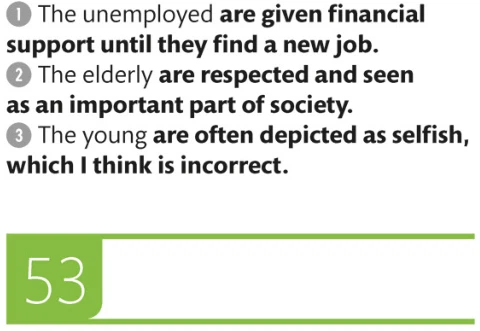 1 The unemployed are given financial
support until they find a new job.
2 The elderly are respected and seen
as an important part of society.
3 The young are often depicted as selfish,
which I think is incorrect.
53